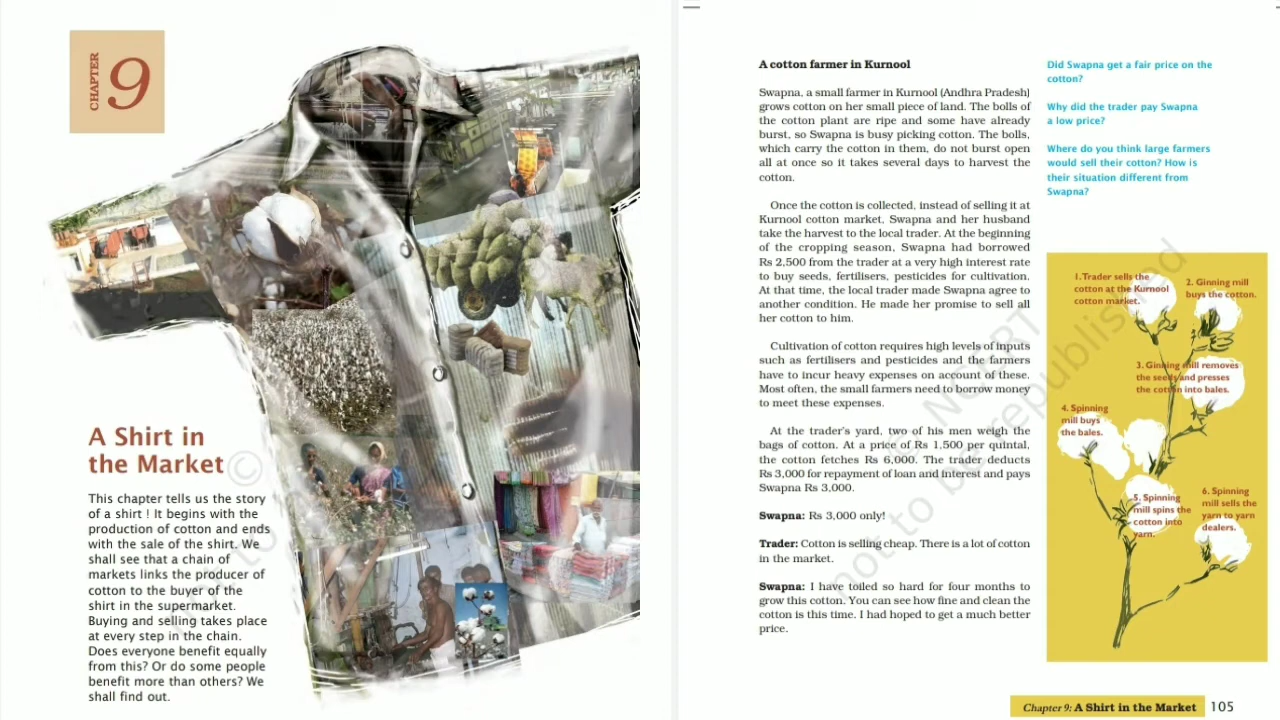 CHAPTER
9
A Shirt in
the Market
This chapter tells us the story
of a shirt ! It begins with the
production of cotton and ends
with the sale of the shirt. We
shall see that a chain of
markets links the producer of
cotton to the buyer of the
shirt in the supermarket.
Buying and selling takes place
at every step in the chain.
Does everyone benefit equally
from this? Or do some people
benefit more than others? We
shall find out.
A cotton farmer in Kurnool
Swapna, a small farmer in Kurnool (Andhra Pradesh)
grows cotton on her small piece of land. The bolls of
the cotton plant are ripe and some have already
burst, so Swapna is busy picking cotton. The bolls,
which carry the cotton in them, do not burst open
all at once so it takes several days to harvest the
cotton.
Once the cotton is collected, instead of selling it at
Kurnool cotton market, Swapna and her husband
take the harvest to the local trader. At the beginning
of the cropping season, Swapna had borrowed
Rs 2,500 from the trader at a very high interest rate
to buy seeds, fertilisers, pesticides for cultivation.
At that time, the local trader made Swapna agree to
another condition. He made her promise to sell all
her cotton to him.
Cultivation of cotton requires high levels of inputs
such as fertilisers and pesticides and the farmers
have to incur heavy expenses on account of these.
Most often, the small farmers need to borrow money
to meet these expenses.
At the trader's yard, two of his men weigh the
bags of cotton. At a price of Rs 1,500 per quintal,
the cotton fetches Rs 6,000. The trader deducts
Rs 3,000 for repayment of loan and interest and pays
Swapna Rs 3,000.
Swapna: Rs 3,000 only!
Trader: Cotton is selling cheap. There is a lot of cotton
in the market.
Swapna: I have toiled so hard for four months to
grow this cotton. You can see how fine and clean the
cotton is this time. I had hoped to get a much better
price.
Did Swapna get a fair price on the
cotton?
Why did the trader pay Swapna
a low price?
Where do you think large farmers
would sell their cotton? How is
their situation different from
Swapna?
1.Trader sells the
cotton at the Kurnool
cotton market.
2. Ginning mill
buys the cotton.
3. Ginning mill removes
the seeds and presses
the cotton into bales.
4. Spinning
mill buys
the bales.
5. Spinning
mill spins the
cotton into
yarn.
6. Spinning
mill sells the
yarn to yarn
dealers.
© NCERT
not to be republished
Chapter 9: A Shirt in the Market 105